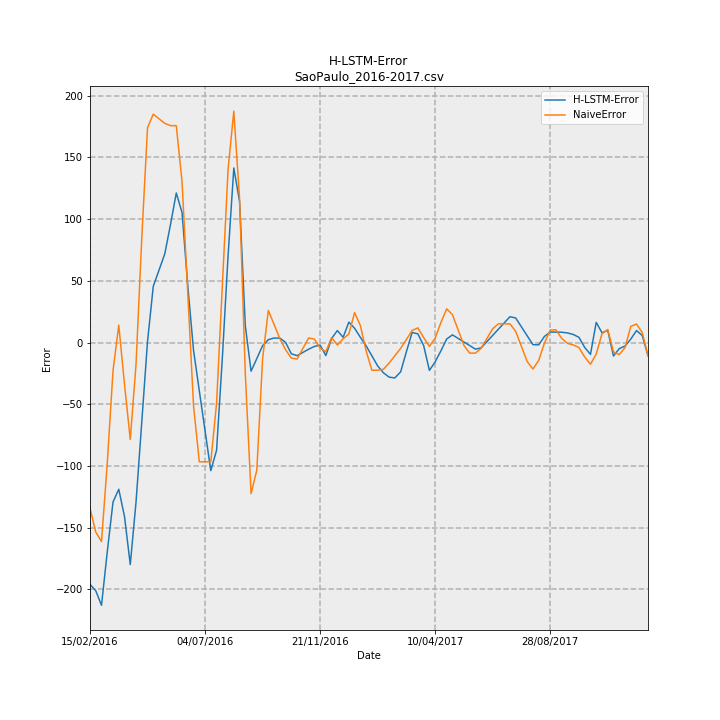 H-LSTM-Error
SaoPaulo_2016-2017.csv
H-LSTM-Error
NaiveError
200
150
100
50
0
−50
−100
−150
−200
Error
15/02/2016
04/07/2016
21/11/2016
10/04/2017
28/08/2017
Date